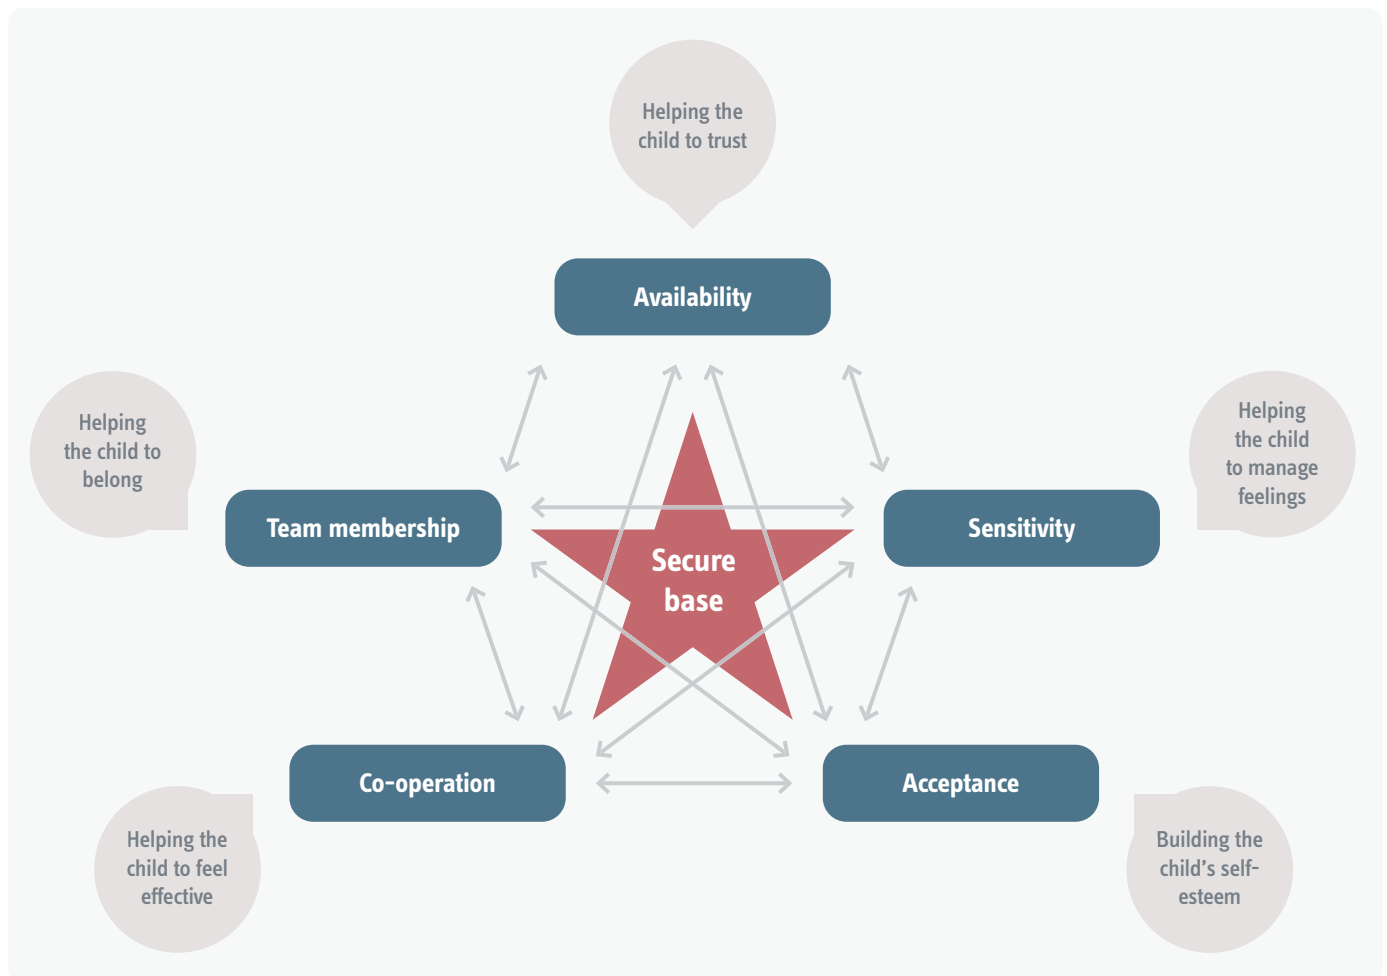 Helping the
child to trust
Availability
Helping
the child to
belong
Helping
the child
to manage
feelings
Team membership
Sensitivity
Secure
base
Co-operation
Acceptance
Helping the
child to feel
effective
Building the
child’s self-
esteem